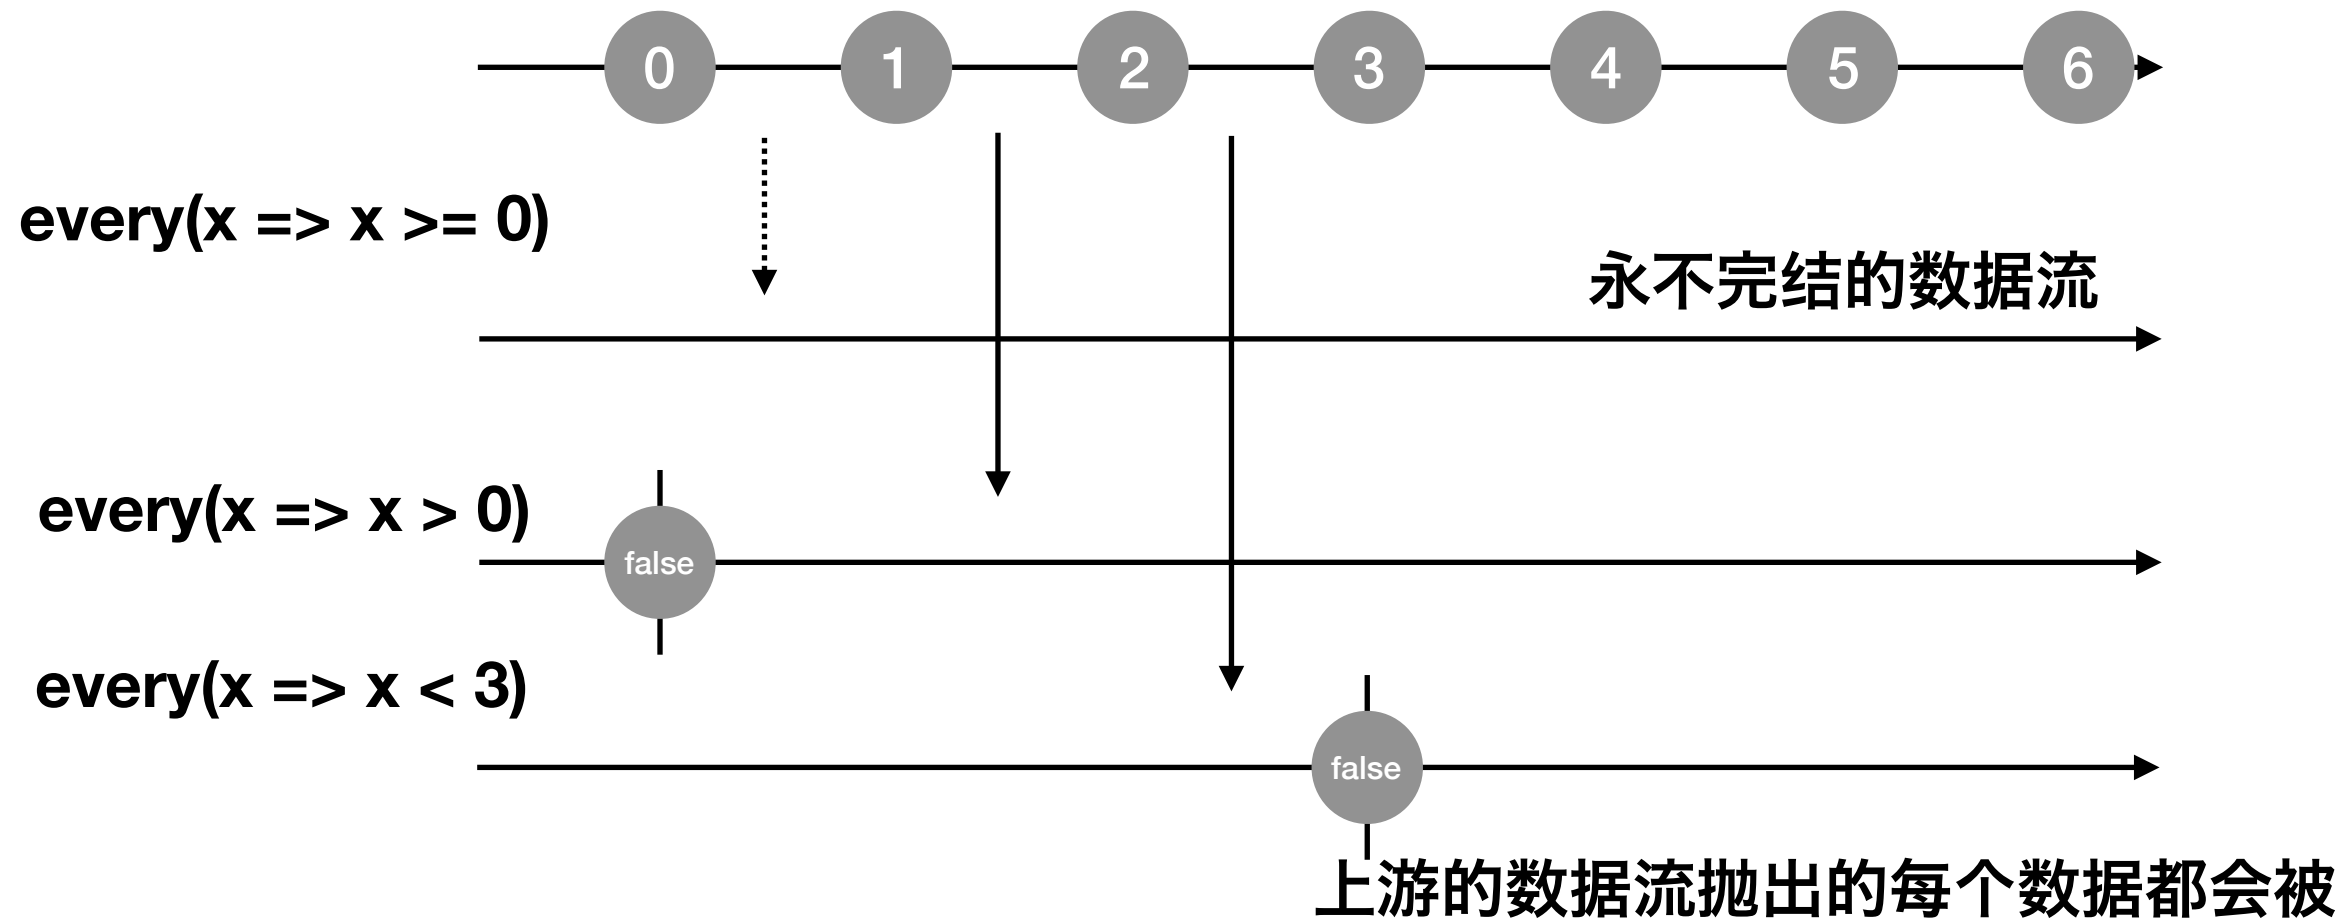 0 1 2 3 4 5 6
every(x => x >= 0)
永不完结的数据流
every(x => x > 0)
false
every(x => x < 3)
false
上游的数据流抛出的每个数据都会被